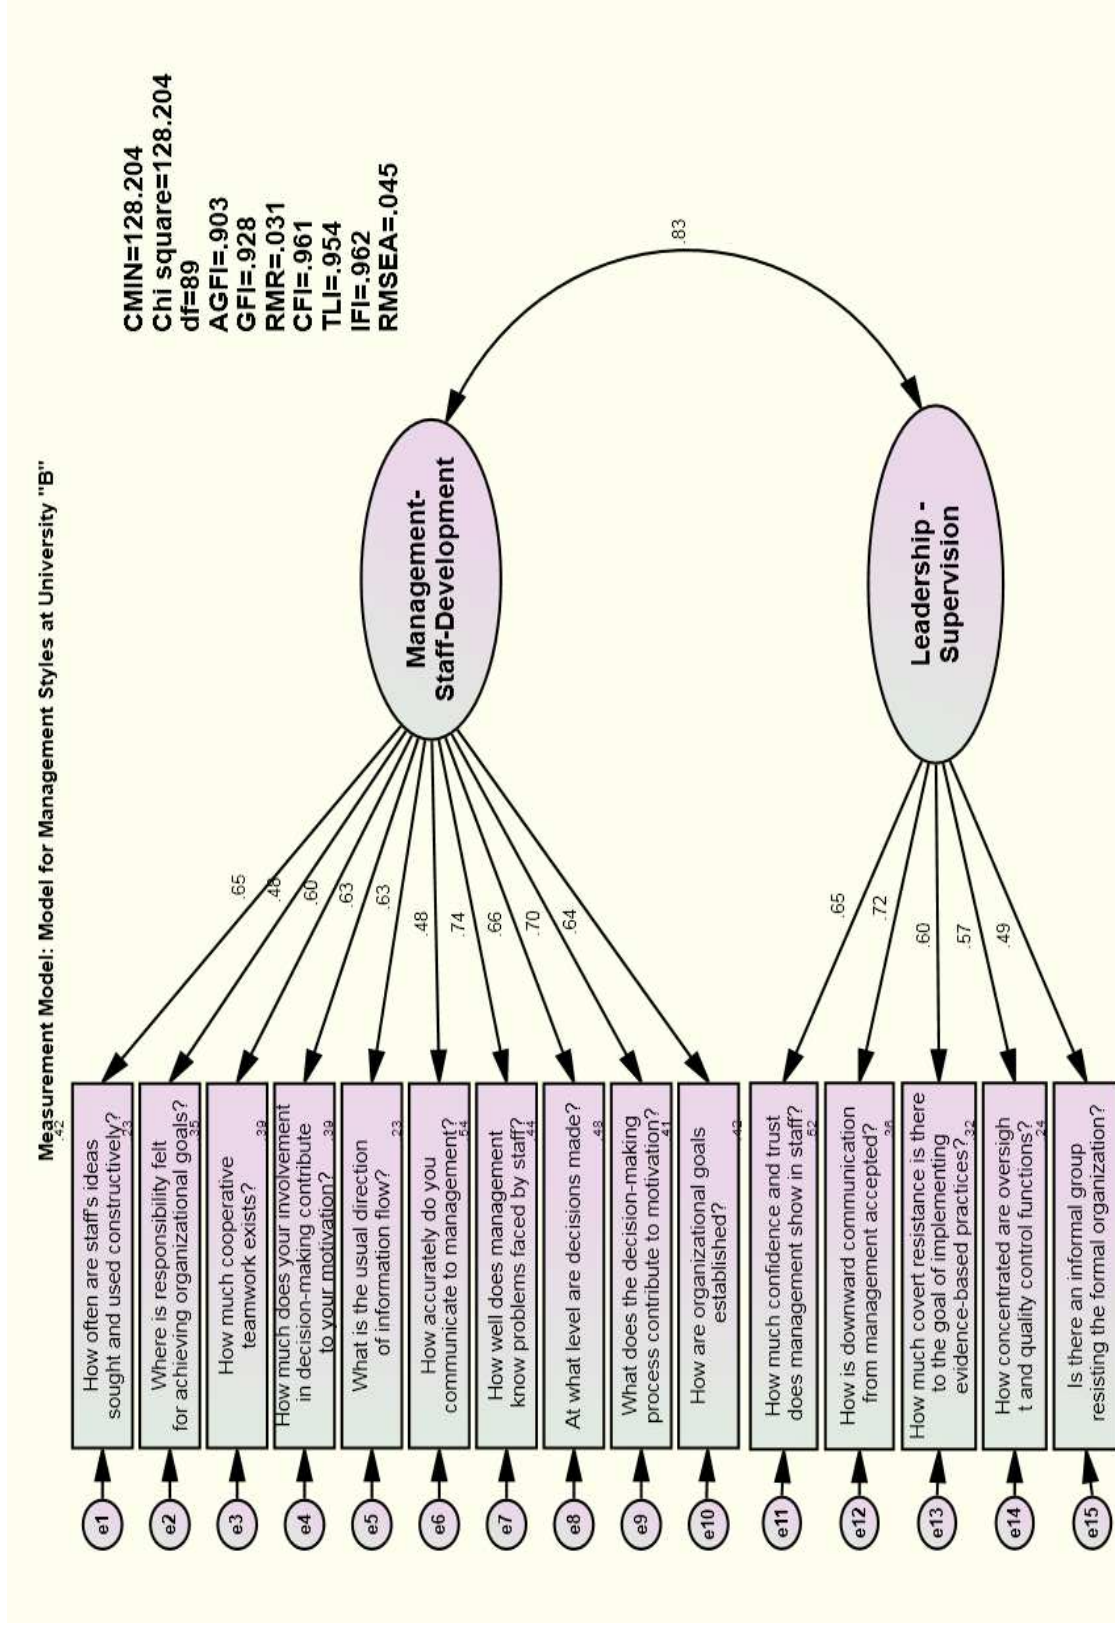 Measurement Model: Model for Management Styles at University "B"
CMIN=128.204
Chi square=128.204
df=89
AGFI=.903
GFI=.928
RMR=.031
CFI=.961
TLI=.954
IFI=.962
RMSEA=.045
.42
e1
How often are staff's ideas
sought and used constructively?
.23
.65
e2
Where is responsibility felt
for achieving organizational goals?
.35
.48
e3
How much cooperative
teamwork exists?
.39
.60
e4
How much does your involvement
in decision-making contribute
to your motivation?
.39
.63
e5
What is the usual direction
of information flow?
.23
.63
e6
How accurately do you
communicate to management?
.54
.48
e7
How well does management
know problems faced by staff?
.44
.74
e8
At what level are decisions made?
.48
.66
e9
What does the decision-making
process contribute to motivation?
.41
.70
e10
How are organizational goals
established?
.42
.64
Management-
Staff-Development
.83
e11
How much confidence and trust
does management show in staff?
.52
.65
e12
How is downward communication
from management accepted?
.36
.72
e13
How much covert resistance is there
to the goal of implementing
evidence-based practices?
.32
.60
e14
How concentrated are oversigh
t and quality control functions?
.24
.57
e15
Is there an informal group
resisting the formal organization?
.49
Leadership -
Supervision